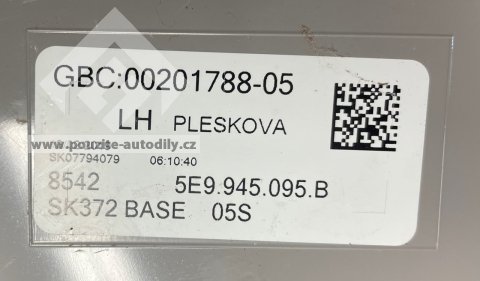 GBC:00201788-05
LH PLESKOVA
www.pouzite-autodily.cz
SK07794079 06:10:40
8542 5E9.945.095.B
SK372 BASE 05S